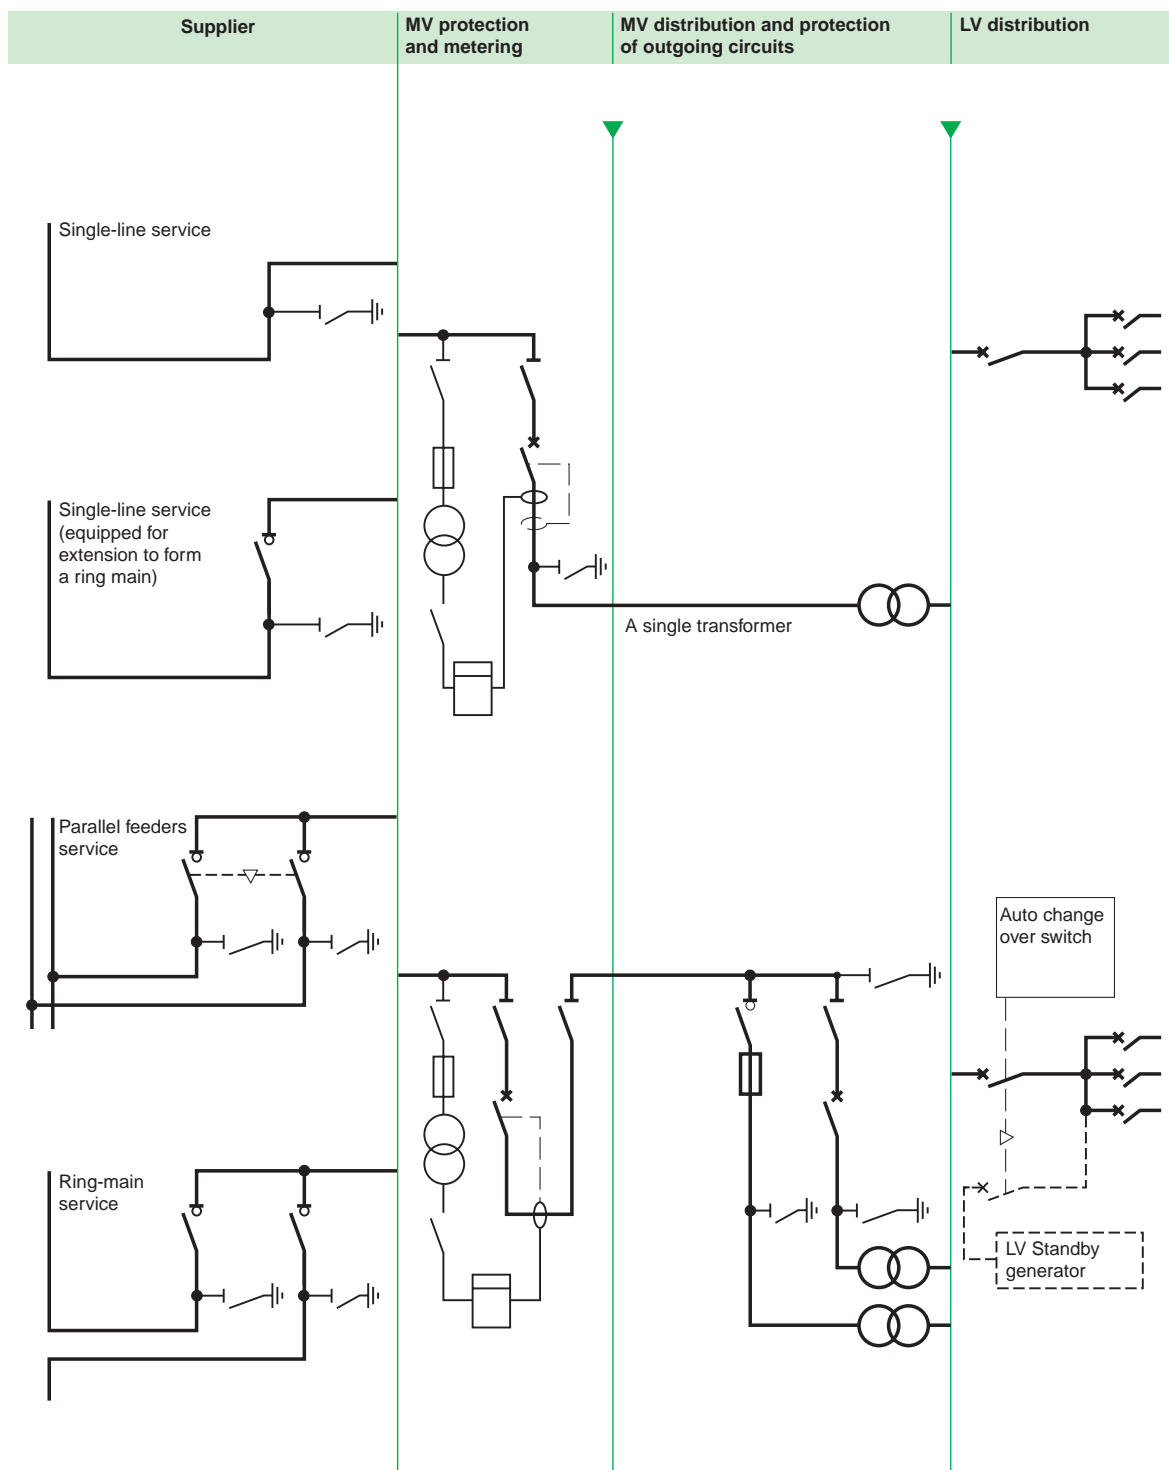 Supplier
MV protection
and metering
MV distribution and protection
of outgoing circuits
LV distribution
Single-line service
Single-line service
(equipped for
extension to form
a ring main)
A single transformer
Parallel feeders
service
Auto change
over switch
Ring-main
service
LV Standby
generator